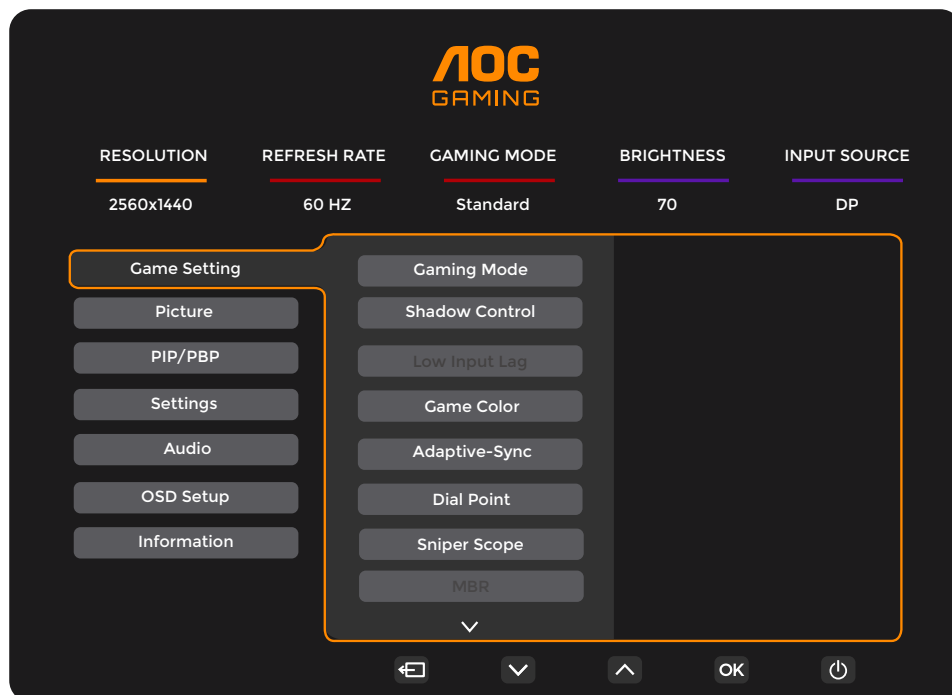 AOC
GAMING
RESOLUTION REFRESH RATE GAMING MODE BRIGHTNESS INPUT SOURCE
2560x1440 60 HZ Standard 70 DP
Game Setting
Picture
PIP/PBP
Settings
Audio
OSD Setup
Information
Gaming Mode
Shadow Control
Low Input Lag
Game Color
Adaptive-Sync
Dial Point
Sniper Scope
MBR
OK